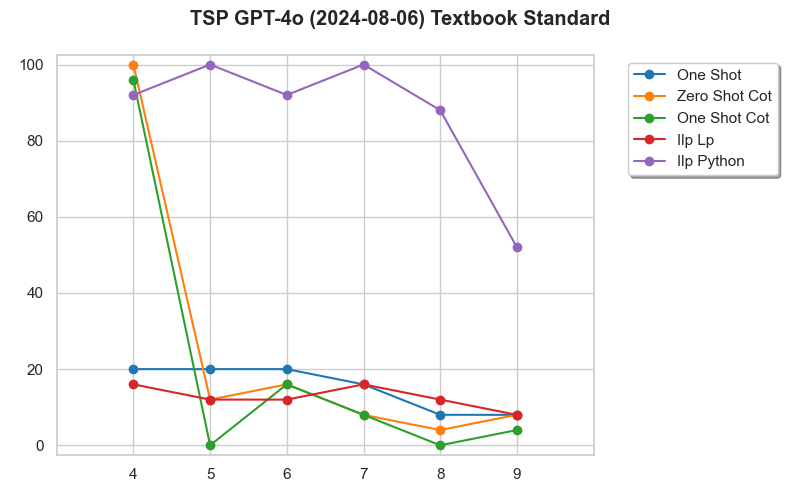 TSP GPT-4o (2024-08-06) Textbook Standard
100
80
60
40
20
0
4 5 6 7 8 9
One Shot
Zero Shot Cot
One Shot Cot
Ilp Lp
Ilp Python